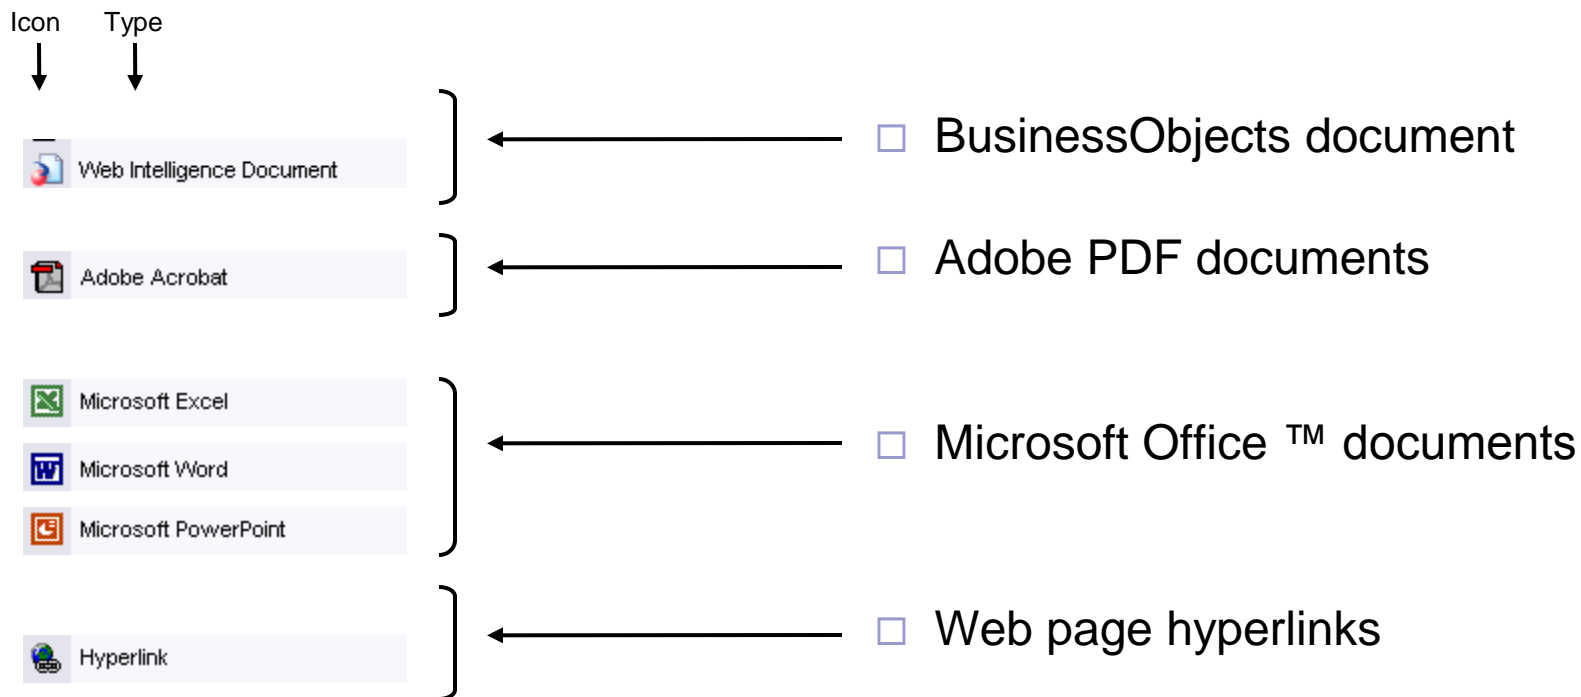 Icon Type
Web Intelligence Document
BusinessObjects document
Adobe Acrobat
Adobe PDF documents
Microsoft Excel
Microsoft Word
Microsoft PowerPoint
Microsoft Office ™ documents
Hyperlink
Web page hyperlinks